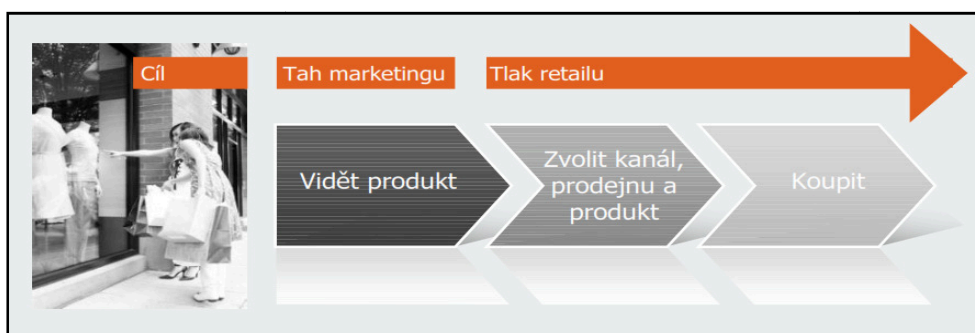 Cíl
Tah marketingu
Tlak retailu
Vidět produkt
Zvolit kanál,
prodejnu a
produkt
Koupit